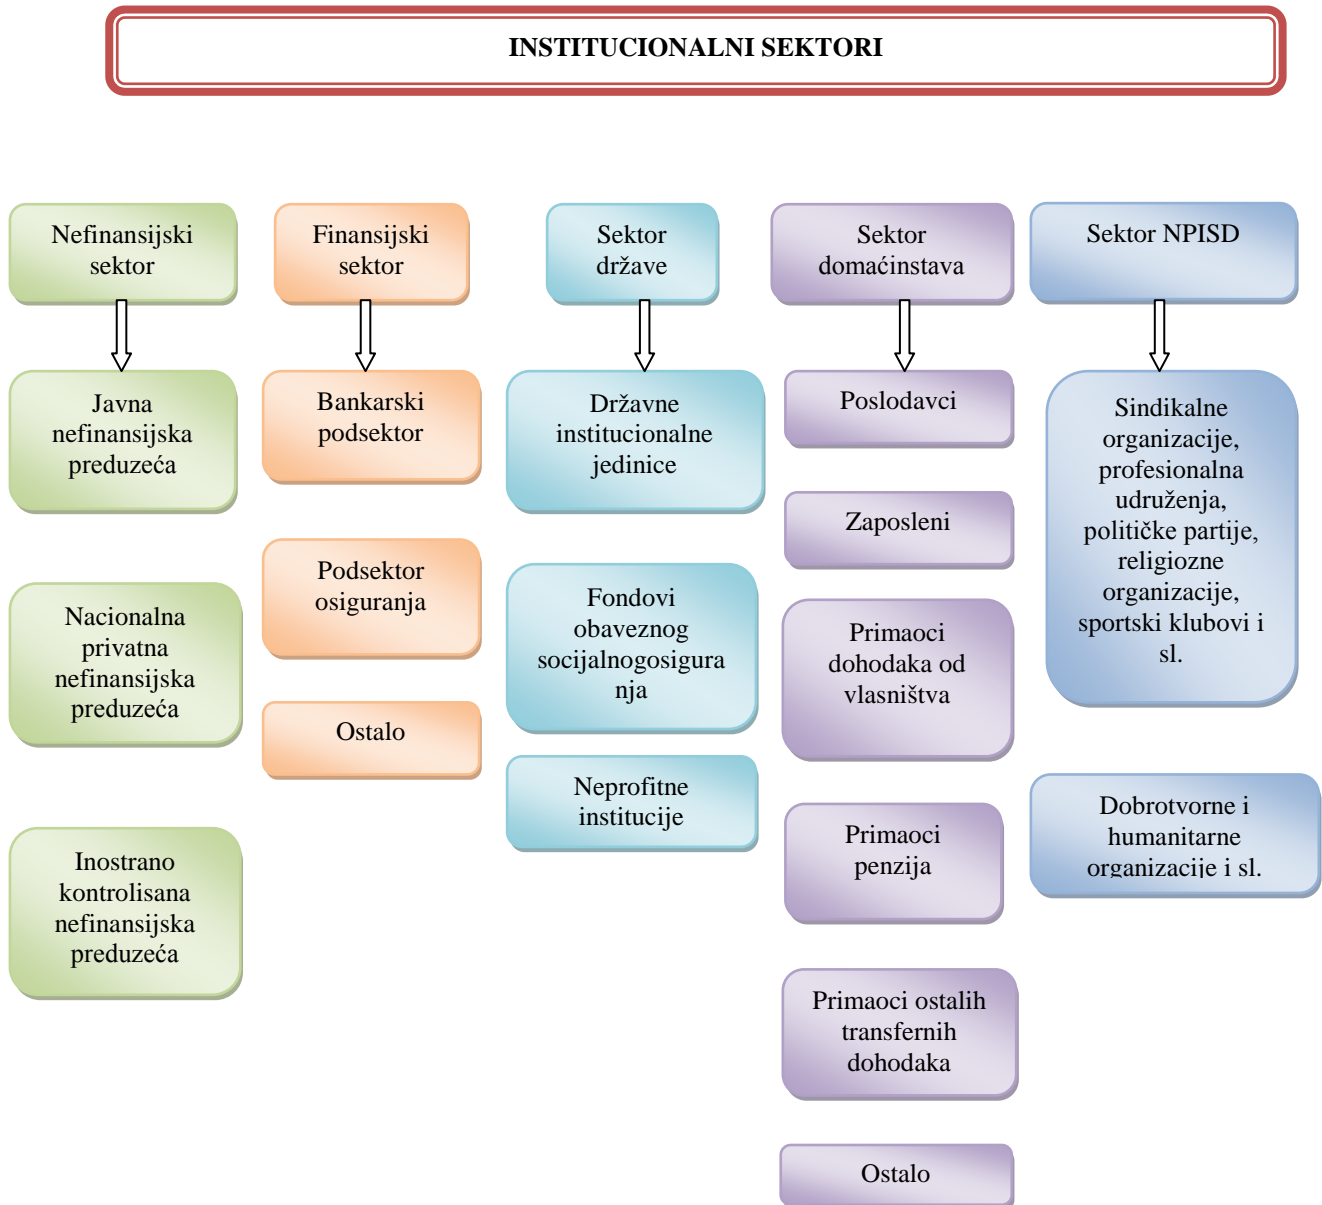 INSTITUCIONALNI SEKTORI
Nefinansijski
sektor
Finansijski
sektor
Sektor
države
Sektor
domaćinstava
Sektor NPISD
Javna
nefinansijska
preduzeća
Nacionalna
privatna
nefinansijska
preduzeća
Inostrano
kontrolisana
nefinansijska
preduzeća
Bankarski
podsektor
Podsektor
osiguranja
Ostalo
Državne
institucionalne
jedinice
Fondovi
obaveznog
socijalnogosigura
nja
Neprofitne
institucije
Poslodavci
Zaposleni
Primaoci
dohodaka od
vlasništva
Primaoci
penzija
Primaoci ostalih
transfernih
dohodaka
Ostalo
Sindikalne
organizacije,
profesionalna
udruženja,
političke partije,
religiozne
organizacije,
sportski klubovi i
sl.
Dobrotvorne i
humanitarne
organizacije i sl.